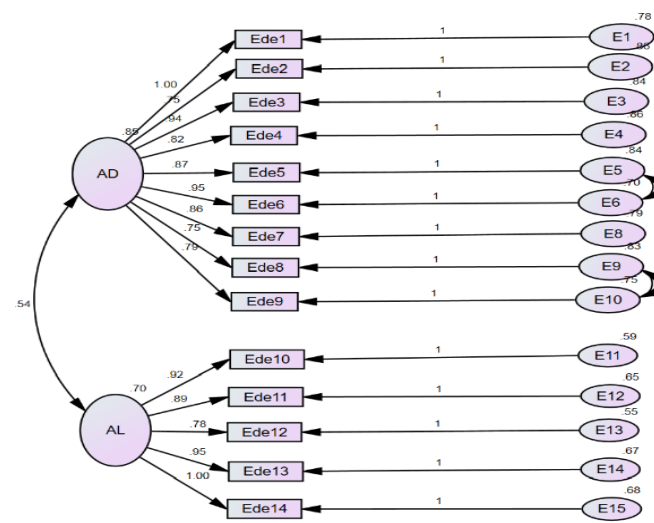 .78
Ede1 1 E1
.86
Ede2 1 E2
.84
1.00
.75
Ede3 1 E3
.94
.86
.85
.82
Ede4 1 E4
.84
AD
.87
Ede5 1 E5
.70
.95
Ede6 1 E6
.79
.86
Ede7 1 E8
.75
.83
.79
Ede8 1 E9
.75
Ede9 1 E10
.54
.59
.92
Ede10 1 E11
.70
.65
.89
Ede11 1 E12
.55
AL
.78
Ede12 1 E13
.67
.95
Ede13 1 E14
1.00
.68
Ede14 1 E15